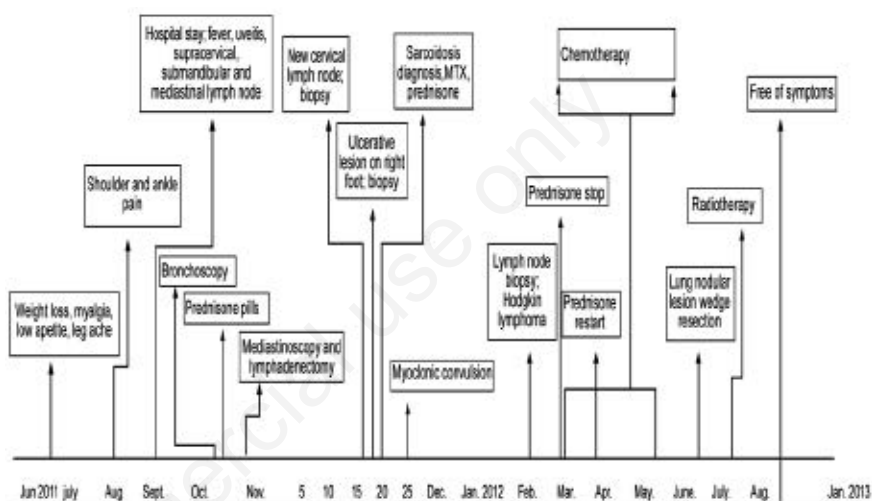 Hospital stay; fever, uveitis,
supracervical,
submandibular and
mediastinal lymph node
New cervical
lymph node;
biopsy
Sarcoidosis
diagnosis,MTX,
prednisone
Chemotherapy
Free of symptoms
Ulcerative
lesion on right
foot; biopsy
Shoulder and ankle
pain
Prednisone stop
Radiotherapy
Bronchoscopy
Lymph node
biopsy;
Hodgkin
lymphoma
Lung nodular
lesion wedge
resection
Weight loss, myalgia,
low apetite, leg ache
Prednisone pills
Prednisone
restart
Mediastinoscopy and
lymphadenectomy
Myoclonic convulsion
Jun 2011 july Aug Sept. Oct. Nov. 5 10 15 20 25 Dec. Jan. 2012 Feb. Mar. Apr. May. June. July. Aug. Jan. 2013
ercial use only